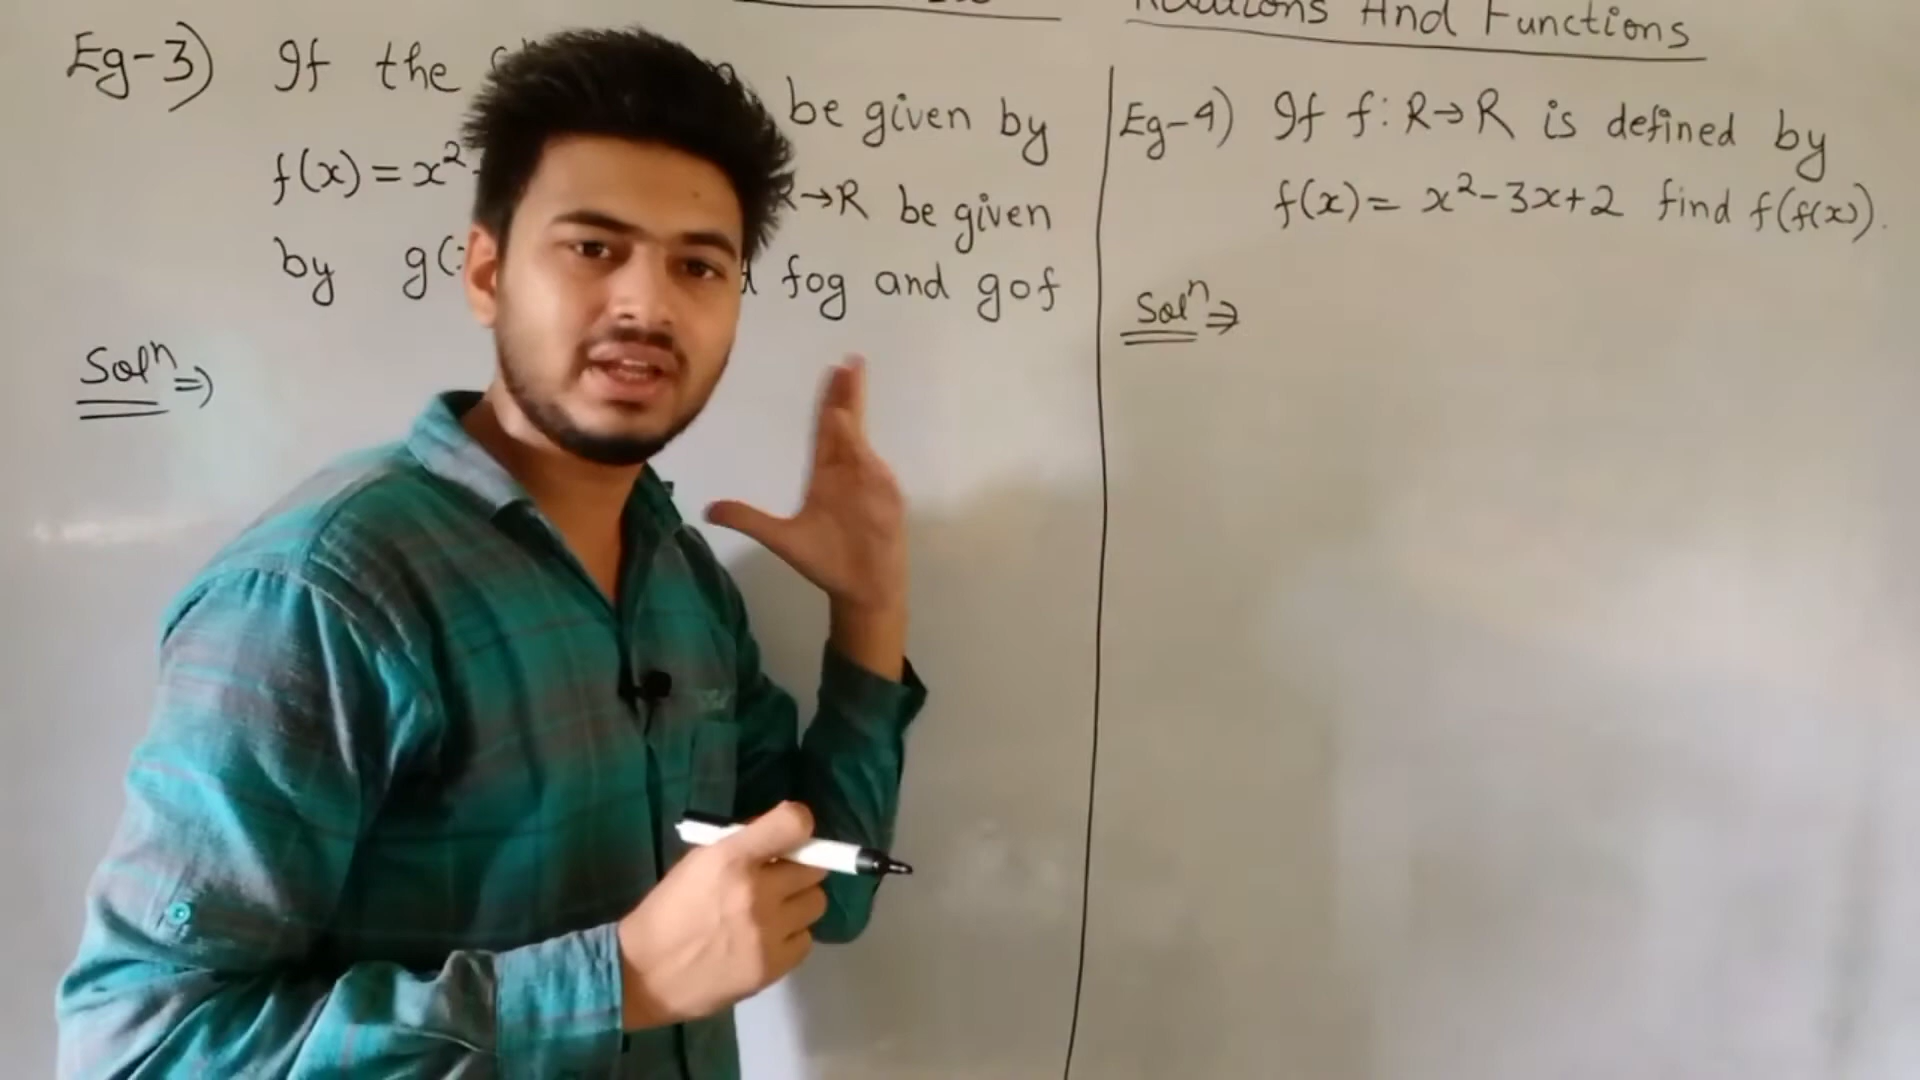 Relations And Functions
Eg-3) If the be given by
f(x) = x² R→R be given
by g( fog and gof
Solⁿ ⇒
Eg-4) If f: R→R is defined by
f(x) = x²-3x+2 find f(f(x)).
Solⁿ ⇒